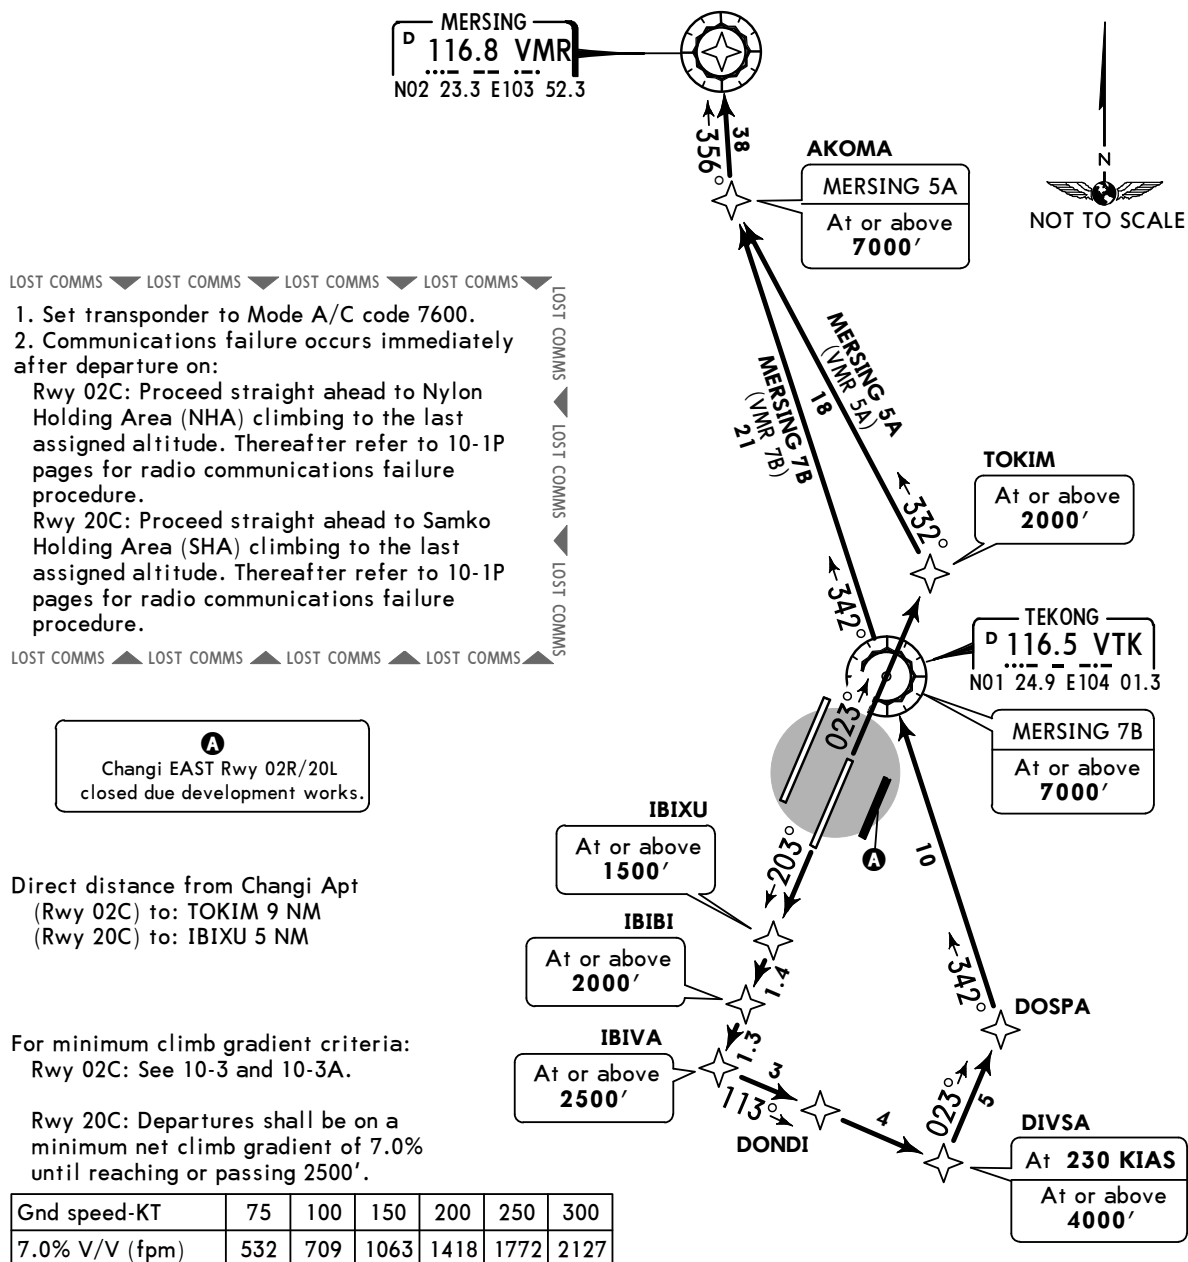 MERSING
D 116.8 VMR
N02 23.3 E103 52.3
356°
38
AKOMA
MERSING 5A
At or above
7000'
N
NOT TO SCALE
LOST COMMS LOST COMMS LOST COMMS LOST COMMS
LOST COMMS LOST COMMS LOST COMMS
1. Set transponder to Mode A/C code 7600.
2. Communications failure occurs immediately
after departure on:
Rwy 02C: Proceed straight ahead to Nylon
Holding Area (NHA) climbing to the last
assigned altitude. Thereafter refer to 10-1P
pages for radio communications failure
procedure.
Rwy 20C: Proceed straight ahead to Samko
Holding Area (SHA) climbing to the last
assigned altitude. Thereafter refer to 10-1P
pages for radio communications failure
procedure.
LOST COMMS LOST COMMS LOST COMMS LOST COMMS
MERSING 7B
(VMR 7B)
21
MERSING 5A
(VMR 5A)
18
TOKIM
At or above
2000'
332°
342°
TEKONG
D 116.5 VTK
N01 24.9 E104 01.3
MERSING 7B
At or above
7000'
023°
A
Changi EAST Rwy 02R/20L
closed due development works.
A
10
IBIXU
At or above
1500'
203°
Direct distance from Changi Apt
(Rwy 02C) to: TOKIM 9 NM
(Rwy 20C) to: IBIXU 5 NM
IBIBI
At or above
2000'
1.4
342°
DOSPA
IBIVA
At or above
2500'
1.3
3
113°
DONDI
4
023°
5
DIVSA
At 230 KIAS
At or above
4000'
For minimum climb gradient criteria:
Rwy 02C: See 10-3 and 10-3A.
Rwy 20C: Departures shall be on a
minimum net climb gradient of 7.0%
until reaching or passing 2500'.
Gnd speed-KT 75 100 150 200 250 300
7.0% V/V (fpm) 532 709 1063 1418 1772 2127